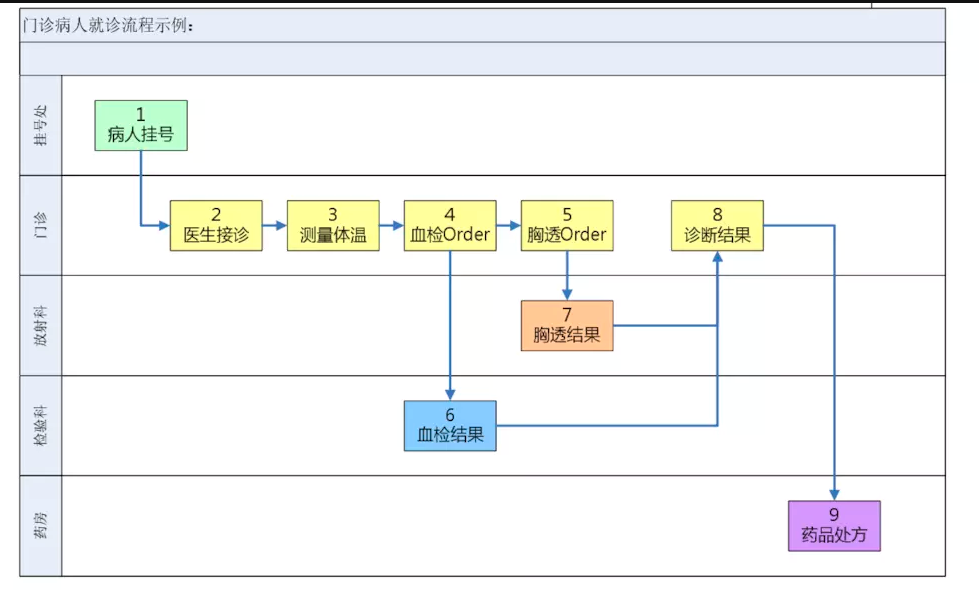 门诊病人就诊流程示例：
挂号处
1
病人挂号
门诊
2
医生接诊
3
测量体温
4
血检Order
5
胸透Order
8
诊断结果
放射科
7
胸透结果
检验科
6
血检结果
药房
9
药品处方